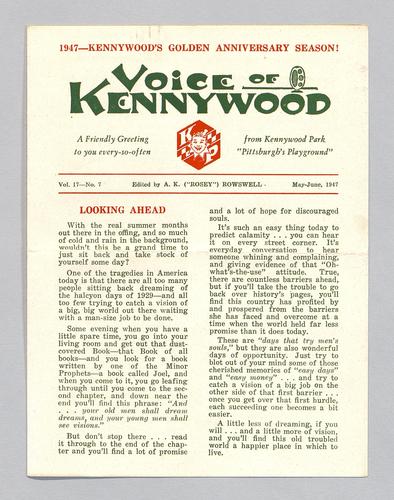 1947—KENNYWOOD'S GOLDEN ANNIVERSARY SEASON!
VOICE OF
KENNYWOOD
A Friendly Greeting
to you every-so-often
K
P
from Kennywood Park
"Pittsburgh's Playground"
Vol. 17—No. 7
Edited by A. K. ("ROSEY") ROWSWELL -
May-June, 1947
LOOKING AHEAD
With the real summer months
out there in the offing, and so much
of cold and rain in the background,
wouldn't this be a grand time to
just sit back and take stock of
yourself some day?
One of the tragedies in America
today is that there are all too many
people sitting back dreaming of
the halcyon days of 1929—and all
too few trying to catch a vision of
a big, big world out there waiting
with a man-size job to be done.
Some evening when you have a
little spare time, you go into your
living room and get out that dust-
covered Book—that Book of all
books—and you look for a book
written by one of the Minor
Prophets—a book called Joel, and
when you come to it, you go leafing
through until you come to the sec-
ond chapter, and down near the
end you'll find this phrase: "And
. . . your old men shall dream
dreams, and your young men shall
see visions."
But don't stop there . . . read
it through to the end of the chap-
ter and you'll find a lot of promise
and a lot of hope for discouraged
souls.
It's such an easy thing today to
predict calamity . . . you can hear
it on every street corner. It's
everyday conversation to hear
someone whining and complaining,
and giving evidence of that "Oh-
what's-the-use" attitude. True,
there are countless barriers ahead,
but if you'll take the trouble to go
back over history's pages, you'll
find this country has profited by
and prospered from the barriers
she has faced and overcome at a
time when the world held far less
promise than it does today.
These are "days that try men's
souls," but they are also wonderful
days of opportunity. Just try to
blot out of your mind some of those
cherished memories of "easy days"
and "easy money" . . . and try to
catch a vision of a big job on the
other side of that first barrier . . .
once you get over that first hurdle,
each succeeding one becomes a bit
easier.
A little less of dreaming, if you
will . . . and a little more of vision,
and you'll find this old troubled
world a happier place in which to
live.